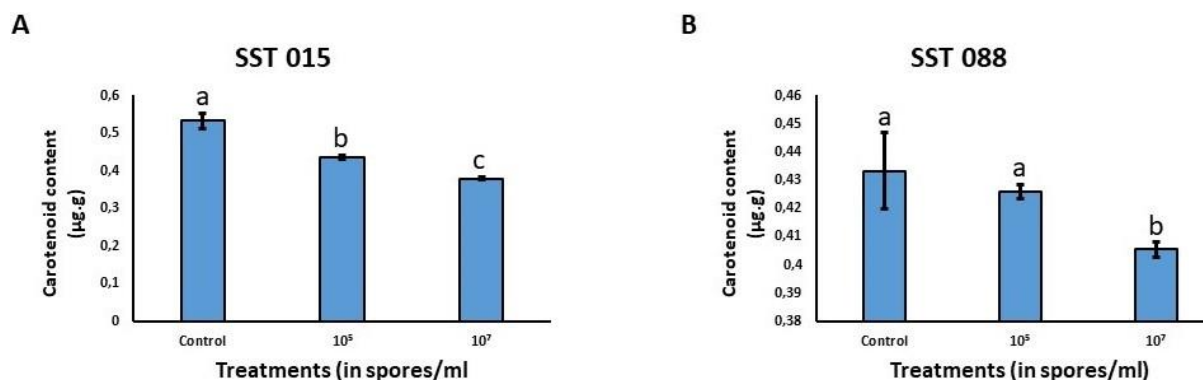 A
SST 015
Carotenoid content
(µg.g)
0,6
0,5
0,4
0,3
0,2
0,1
0
a
b
c
Control
10⁵
10⁷
Treatments (in spores/ml
B
SST 088
Carotenoid content
(µg.g)
0,46
0,45
0,44
0,43
0,42
0,41
0,4
0,39
0,38
a
a
b
Control
10⁵
10⁷
Treatments (in spores/ml)